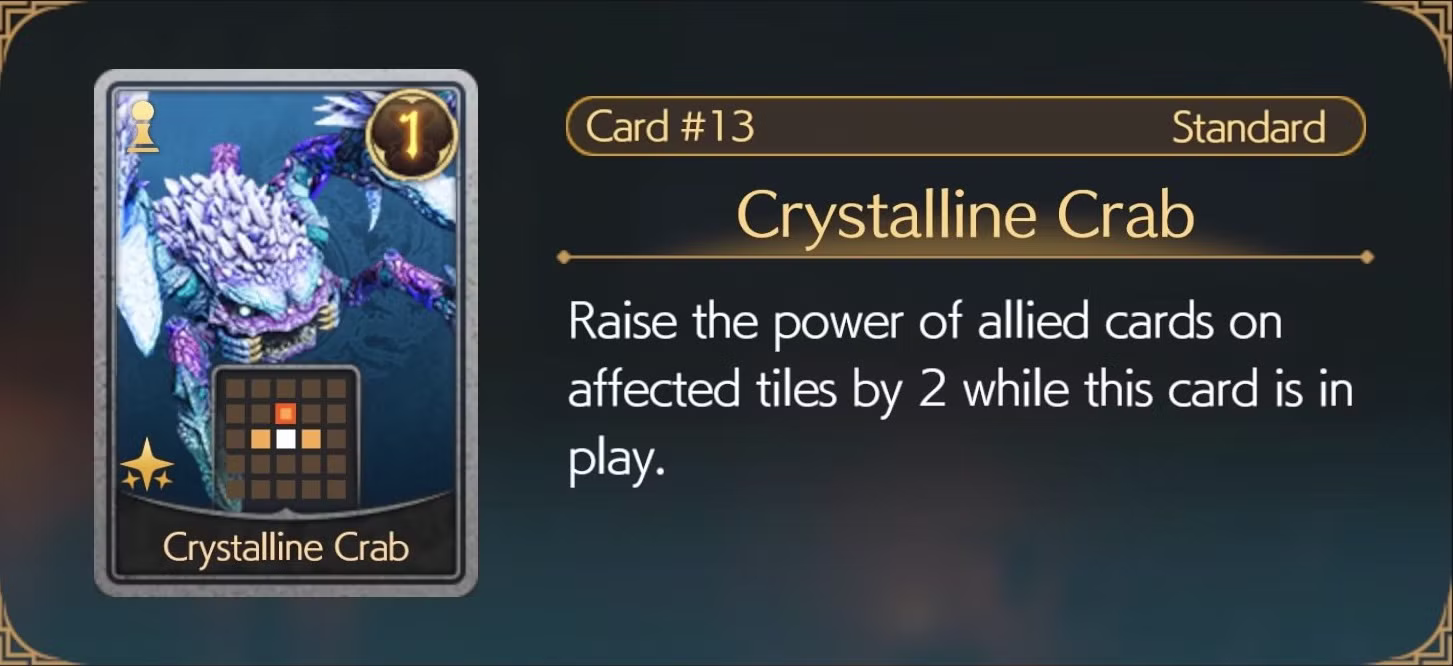 1
Crystalline Crab
Card #13 Standard
Crystalline Crab
Raise the power of allied cards on
affected tiles by 2 while this card is in
play.